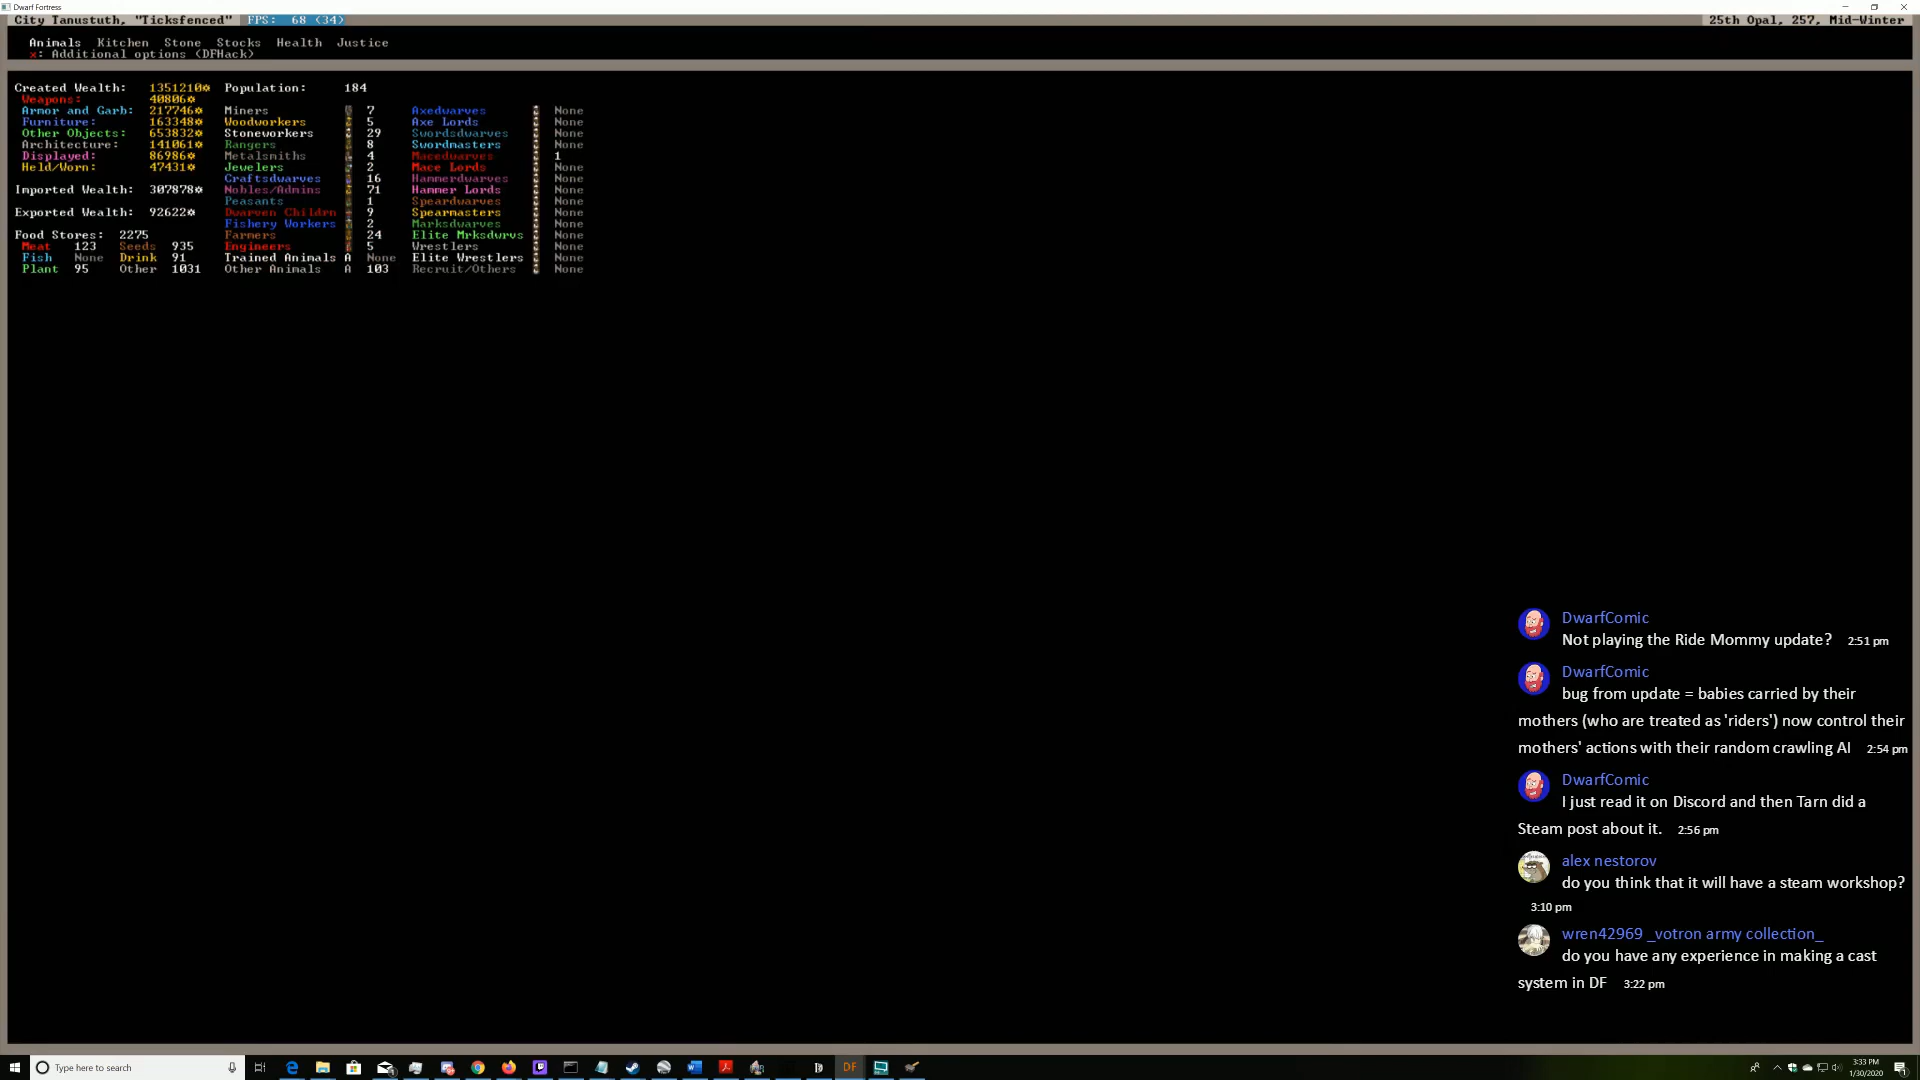 Dwarf Fortress
City Tanustuth, "Ticksfenced" FPS: 68 (34) 25th Opal, 257, Mid-Winter
Animals Kitchen Stone Stocks Health Justice
x: Additional options (DFHack)
Created Wealth: 1351210☼ Population: 184
Weapons: 40806☼
Armor and Garb: 217746☼ Miners 7 Axedwarves None
Furniture: 163348☼ Woodworkers 5 Axe Lords None
Other Objects: 653832☼ Stoneworkers 29 Swordsdwarves None
Architecture: 141061☼ Rangers 8 Swordmasters None
Displayed: 86986☼ Metalsmiths 4 Macedwarves 1
Held/Worn: 47431☼ Jewelers 2 Mace Lords None
Craftsdwarves 16 Hammerdwarves None
Imported Wealth: 307878☼ Nobles/Admins 71 Hammer Lords None
Peasants 1 Speardwarves None
Exported Wealth: 92622☼ Dwarven Childrn 9 Spearmasters None
Fishery Workers 2 Marksdwarves None
Food Stores: 2275 Farmers 24 Elite Mrksdwrvs None
Meat 123 Seeds 935 Engineers 5 Wrestlers None
Fish None Drink 91 Trained Animals A None Elite Wrestlers None
Plant 95 Other 1031 Other Animals A 103 Recruit/Others None
DwarfComic
Not playing the Ride Mommy update? 2:51 pm
DwarfComic
bug from update = babies carried by their
mothers (who are treated as 'riders') now control their
mothers' actions with their random crawling AI 2:54 pm
DwarfComic
I just read it on Discord and then Tarn did a
Steam post about it. 2:56 pm
alex nestorov
do you think that it will have a steam workshop?
3:10 pm
wren42969 _votron army collection_
do you have any experience in making a cast
system in DF 3:22 pm
Type here to search
DF
3:33 PM
1/30/2020